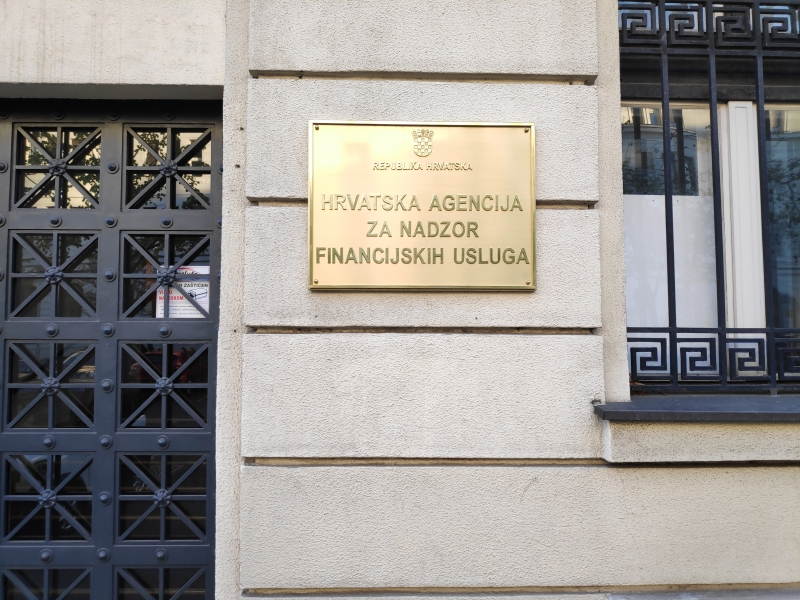 REPUBLIKA HRVATSKA
HRVATSKA AGENCIJA
ZA NADZOR
FINANCIJSKIH USLUGA